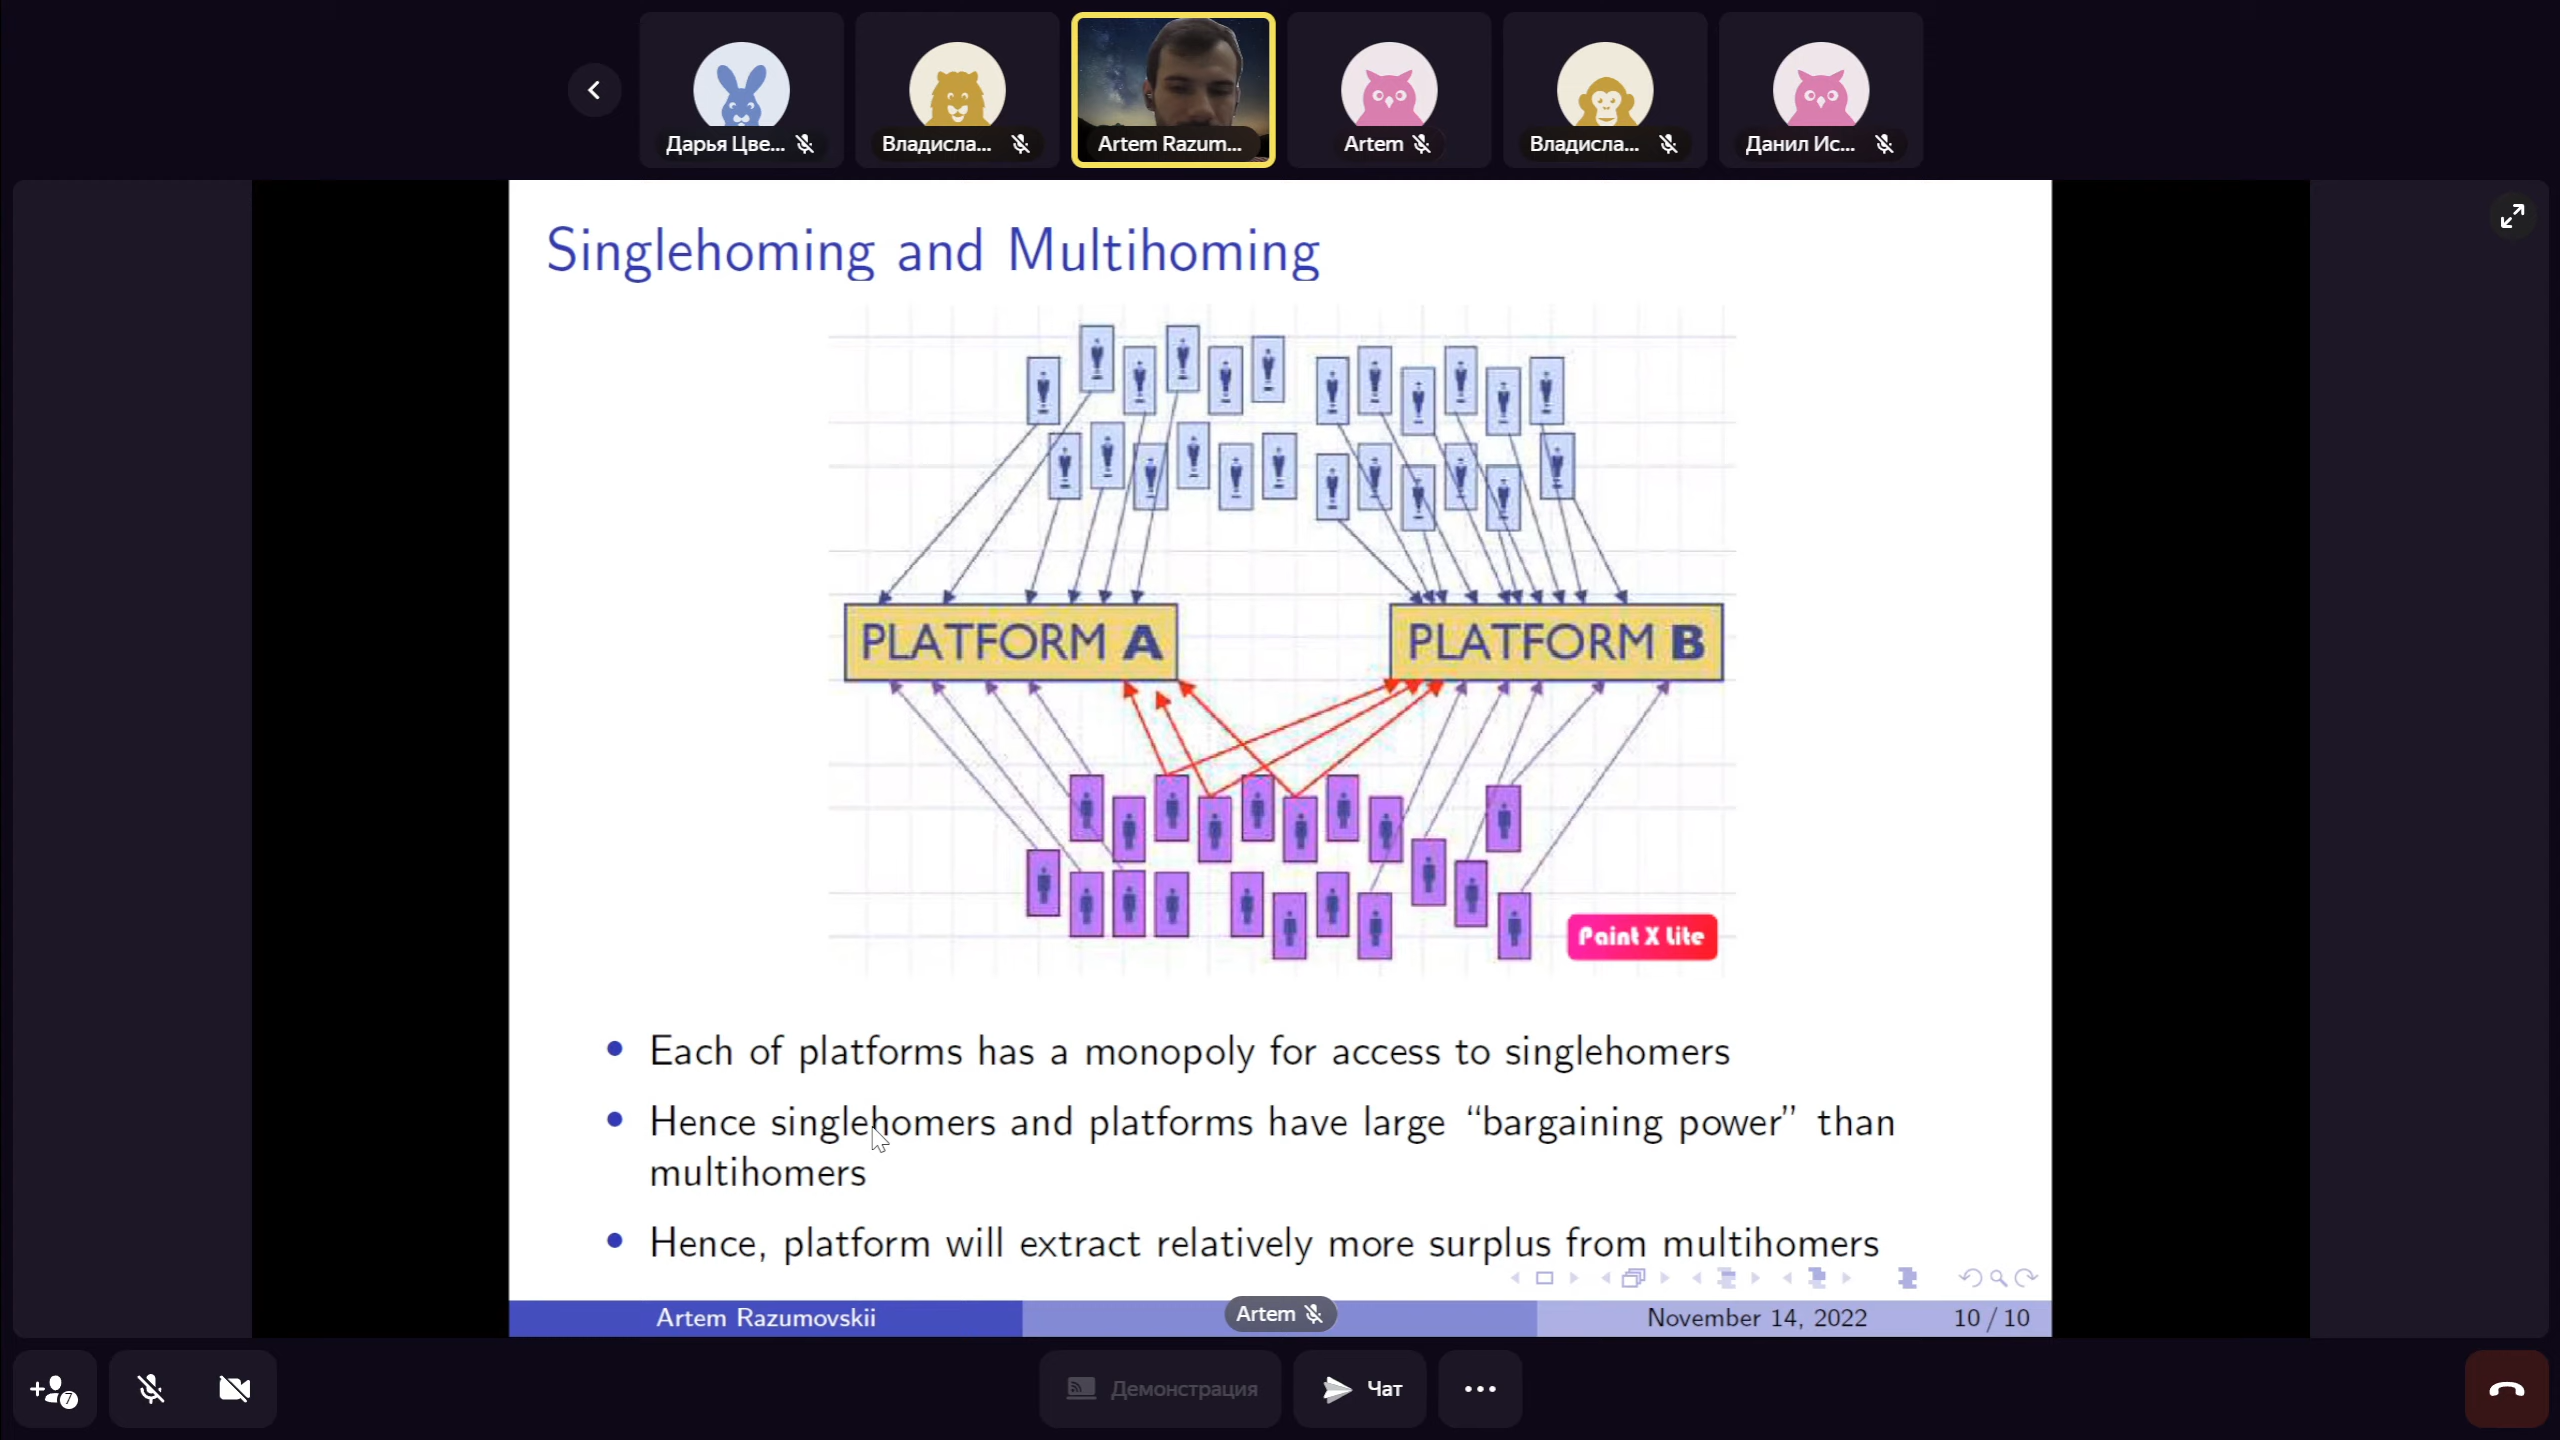 Дарья Цве...
Владисла...
Artem Razum...
Artem
Владисла...
Данил Ис...
Singlehoming and Multihoming
PLATFORM A
PLATFORM B
Paint X Lite
Each of platforms has a monopoly for access to singlehomers
Hence singlehomers and platforms have large “bargaining power” than
multihomers
Hence, platform will extract relatively more surplus from multihomers
Artem Razumovskii
Artem
November 14, 2022
10 / 10
7
Демонстрация
Чат